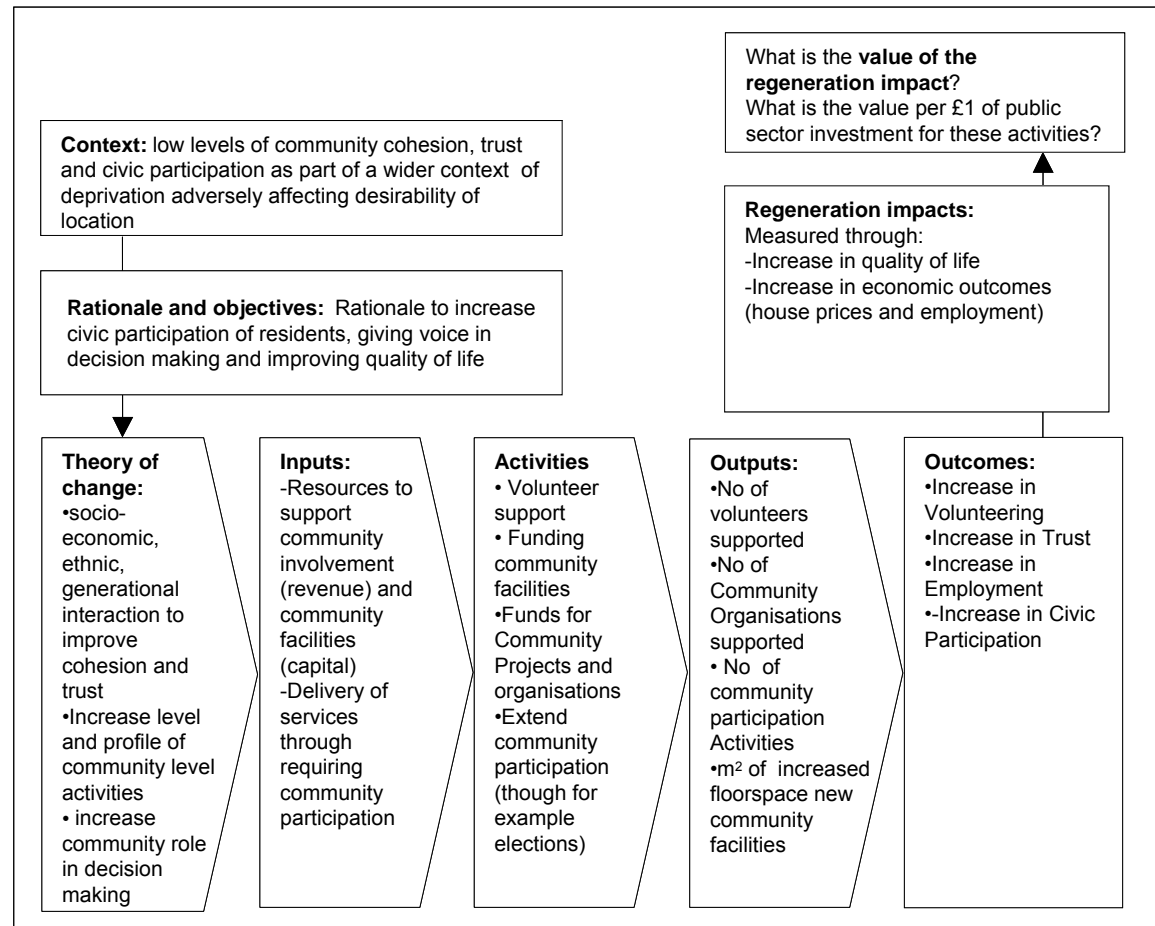 Context: low levels of community cohesion, trust
and civic participation as part of a wider context of
deprivation adversely affecting desirability of
location
Rationale and objectives: Rationale to increase
civic participation of residents, giving voice in
decision making and improving quality of life
Theory of
change:
•socio-
economic,
ethnic,
generational
interaction to
improve
cohesion and
trust
•Increase level
and profile of
community level
activities
• increase
community role
in decision
making
Inputs:
-Resources to
support
community
involvement
(revenue) and
community
facilities
(capital)
-Delivery of
services
through
requiring
community
participation
Activities
• Volunteer
support
• Funding
community
facilities
•Funds for
Community
Projects and
organisations
•Extend
community
participation
(though for
example
elections)
Outputs:
•No of
volunteers
supported
•No of
Community
Organisations
supported
• No of
community
participation
Activities
•m² of increased
floorspace new
community
facilities
Outcomes:
•Increase in
Volunteering
•Increase in Trust
•Increase in
Employment
•-Increase in Civic
Participation
Regeneration impacts:
Measured through:
-Increase in quality of life
-Increase in economic outcomes
(house prices and employment)
What is the value of the
regeneration impact?
What is the value per £1 of public
sector investment for these activities?